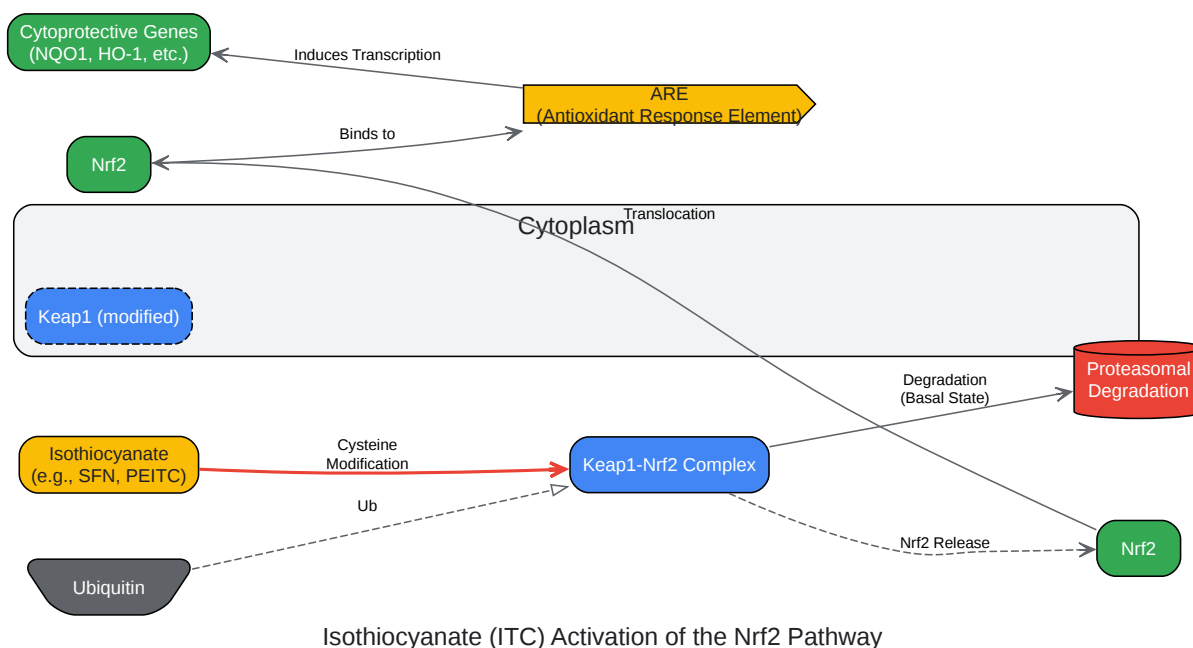 Cytoprotective Genes
(NQO1, HO-1, etc.)
Induces Transcription
ARE
(Antioxidant Response Element)
Binds to
Nrf2
Translocation
Cytoplasm
Keap1 (modified)
Proteasomal
Degradation
Degradation
(Basal State)
Isothiocyanate
(e.g., SFN, PEITC)
Cysteine
Modification
Keap1-Nrf2 Complex
Ub
Nrf2 Release
Nrf2
Ubiquitin
Isothiocyanate (ITC) Activation of the Nrf2 Pathway